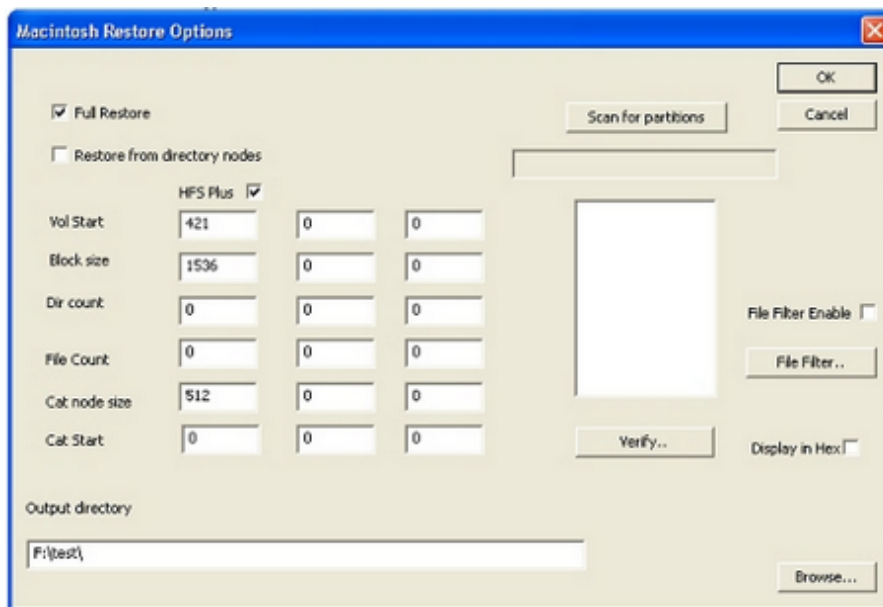 Macintosh Restore Options
OK
Full Restore
Scan for partitions
Cancel
Restore from directory nodes
HFS Plus
Vol Start 421 0 0
Block size 1536 0 0
Dir count 0 0 0
File Filter Enable
File Count 0 0 0
File Filter..
Cat node size 512 0 0
Cat Start 0 0 0
Verify..
Display in Hex
Output directory
F:\test\
Browse...